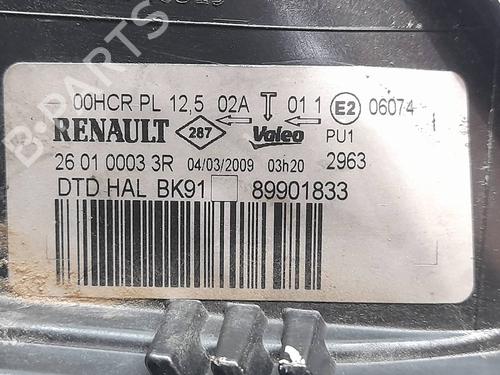 00HCR PL 12,5 02A 01 1 E2 06074
RENAULT 287 Valeo PU1
26 01 0003 3R 04/03/2009 03h20 2963
DTD HAL BK91 89901833
B-PARTS